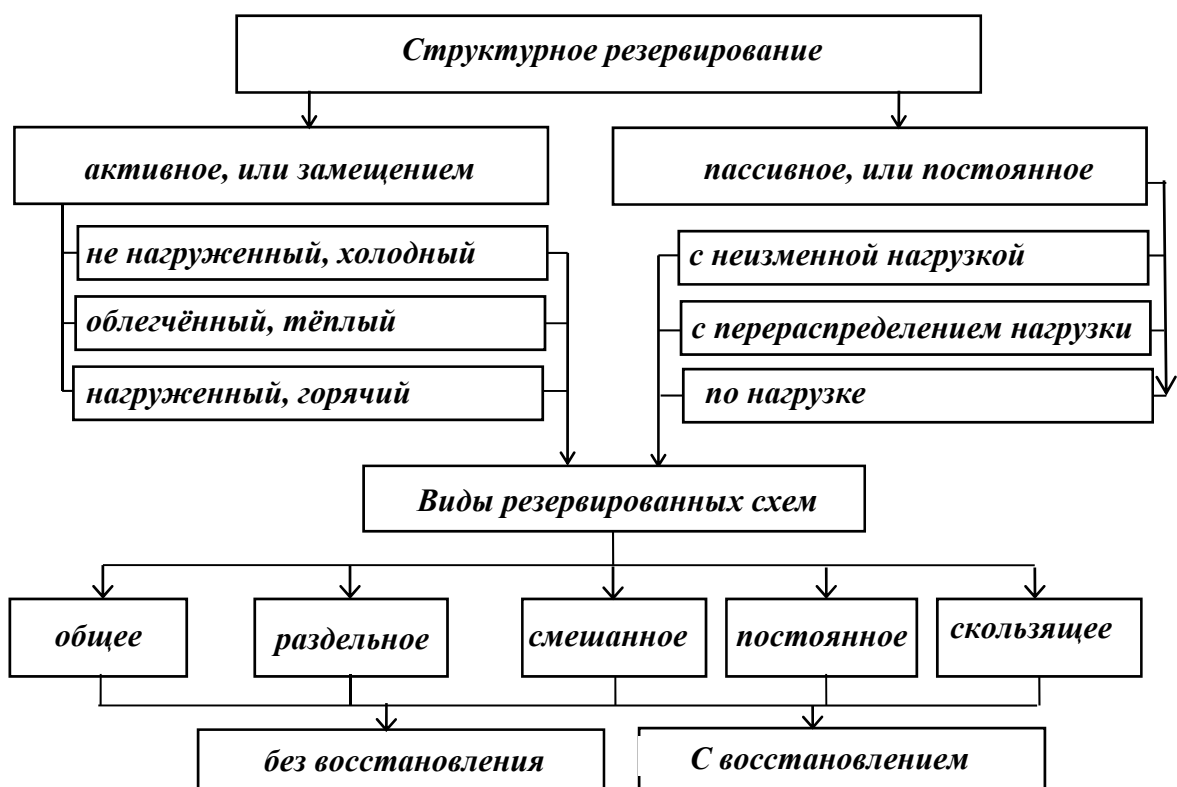 Структурное резервирование
активное, или замещением
пассивное, или постоянное
не нагруженный, холодный
с неизменной нагрузкой
облегчённый, тёплый
с перераспределением нагрузки
нагруженный, горячий
по нагрузке
Виды резервированных схем
общее
раздельное
смешанное
постоянное
скользящее
без восстановления
С восстановлением